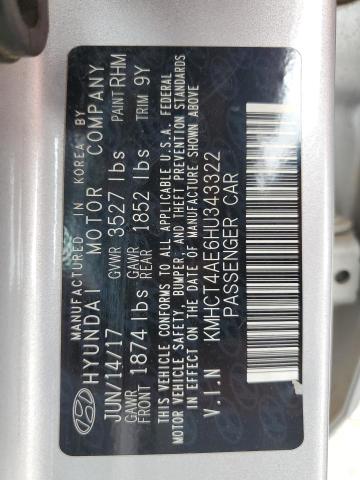 MANUFACTURED IN KOREA BY
HYUNDAI MOTOR COMPANY
JUN/14/17 GVWR 3527 lbs PAINT RHM
GAWR FRONT 1874 lbs GAWR REAR 1852 lbs TRIM 9Y
THIS VEHICLE CONFORMS TO ALL APPLICABLE U.S.A. FEDERAL
MOTOR VEHICLE SAFETY, BUMPER, AND THEFT PREVENTION STANDARDS
IN EFFECT ON THE DATE OF MANUFACTURE SHOWN ABOVE
V.I.N KMHCT4AE6HU343322
PASSENGER CAR